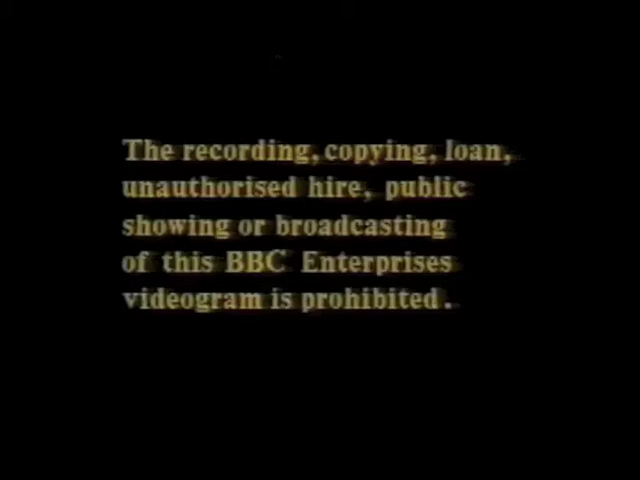 The recording, copying, loan,
unauthorised hire, public
showing or broadcasting
of this BBC Enterprises
videogram is prohibited.